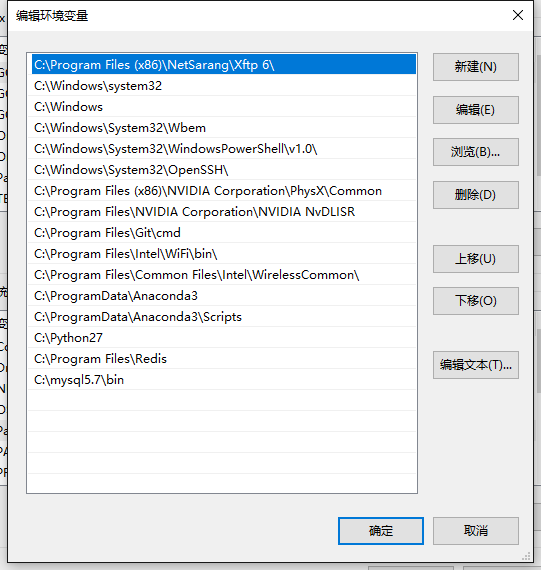 编辑环境变量
C:\Program Files (x86)\NetSarang\Xftp 6\
C:\Windows\system32
C:\Windows
C:\Windows\System32\Wbem
C:\Windows\System32\WindowsPowerShell\v1.0\
C:\Windows\System32\OpenSSH\
C:\Program Files (x86)\NVIDIA Corporation\PhysX\Common
C:\Program Files\NVIDIA Corporation\NVIDIA NvDLISR
C:\Program Files\Git\cmd
C:\Program Files\Intel\WiFi\bin\
C:\Program Files\Common Files\Intel\WirelessCommon\
C:\ProgramData\Anaconda3
C:\ProgramData\Anaconda3\Scripts
C:\Python27
C:\Program Files\Redis
C:\mysql5.7\bin
新建(N)
编辑(E)
浏览(B)...
删除(D)
上移(U)
下移(O)
编辑文本(T)...
确定
取消